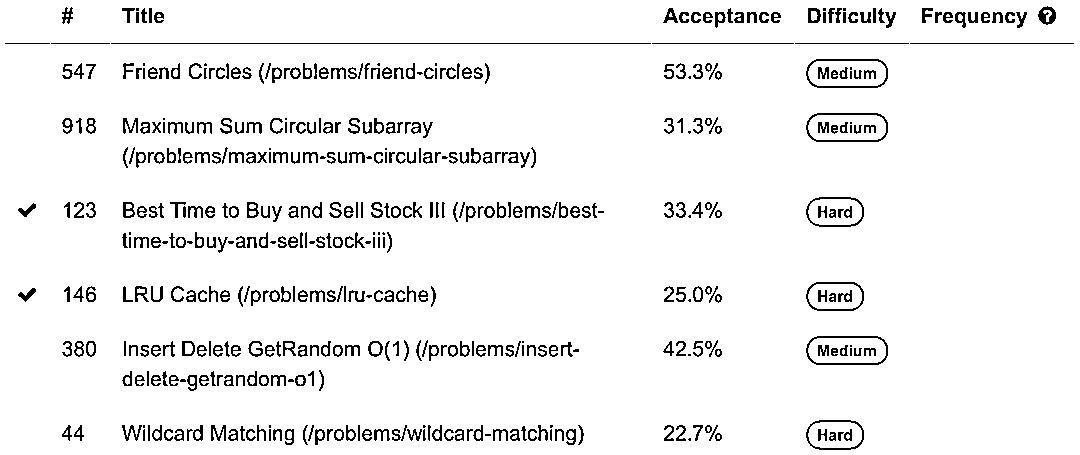 # Title Acceptance Difficulty Frequency
547 Friend Circles (/problems/friend-circles) 53.3% Medium
918 Maximum Sum Circular Subarray 31.3% Medium
(/problems/maximum-sum-circular-subarray)
123 Best Time to Buy and Sell Stock III (/problems/best- 33.4% Hard
time-to-buy-and-sell-stock-iii)
146 LRU Cache (/problems/lru-cache) 25.0% Hard
380 Insert Delete GetRandom O(1) (/problems/insert- 42.5% Medium
delete-getrandom-o1)
44 Wildcard Matching (/problems/wildcard-matching) 22.7% Hard